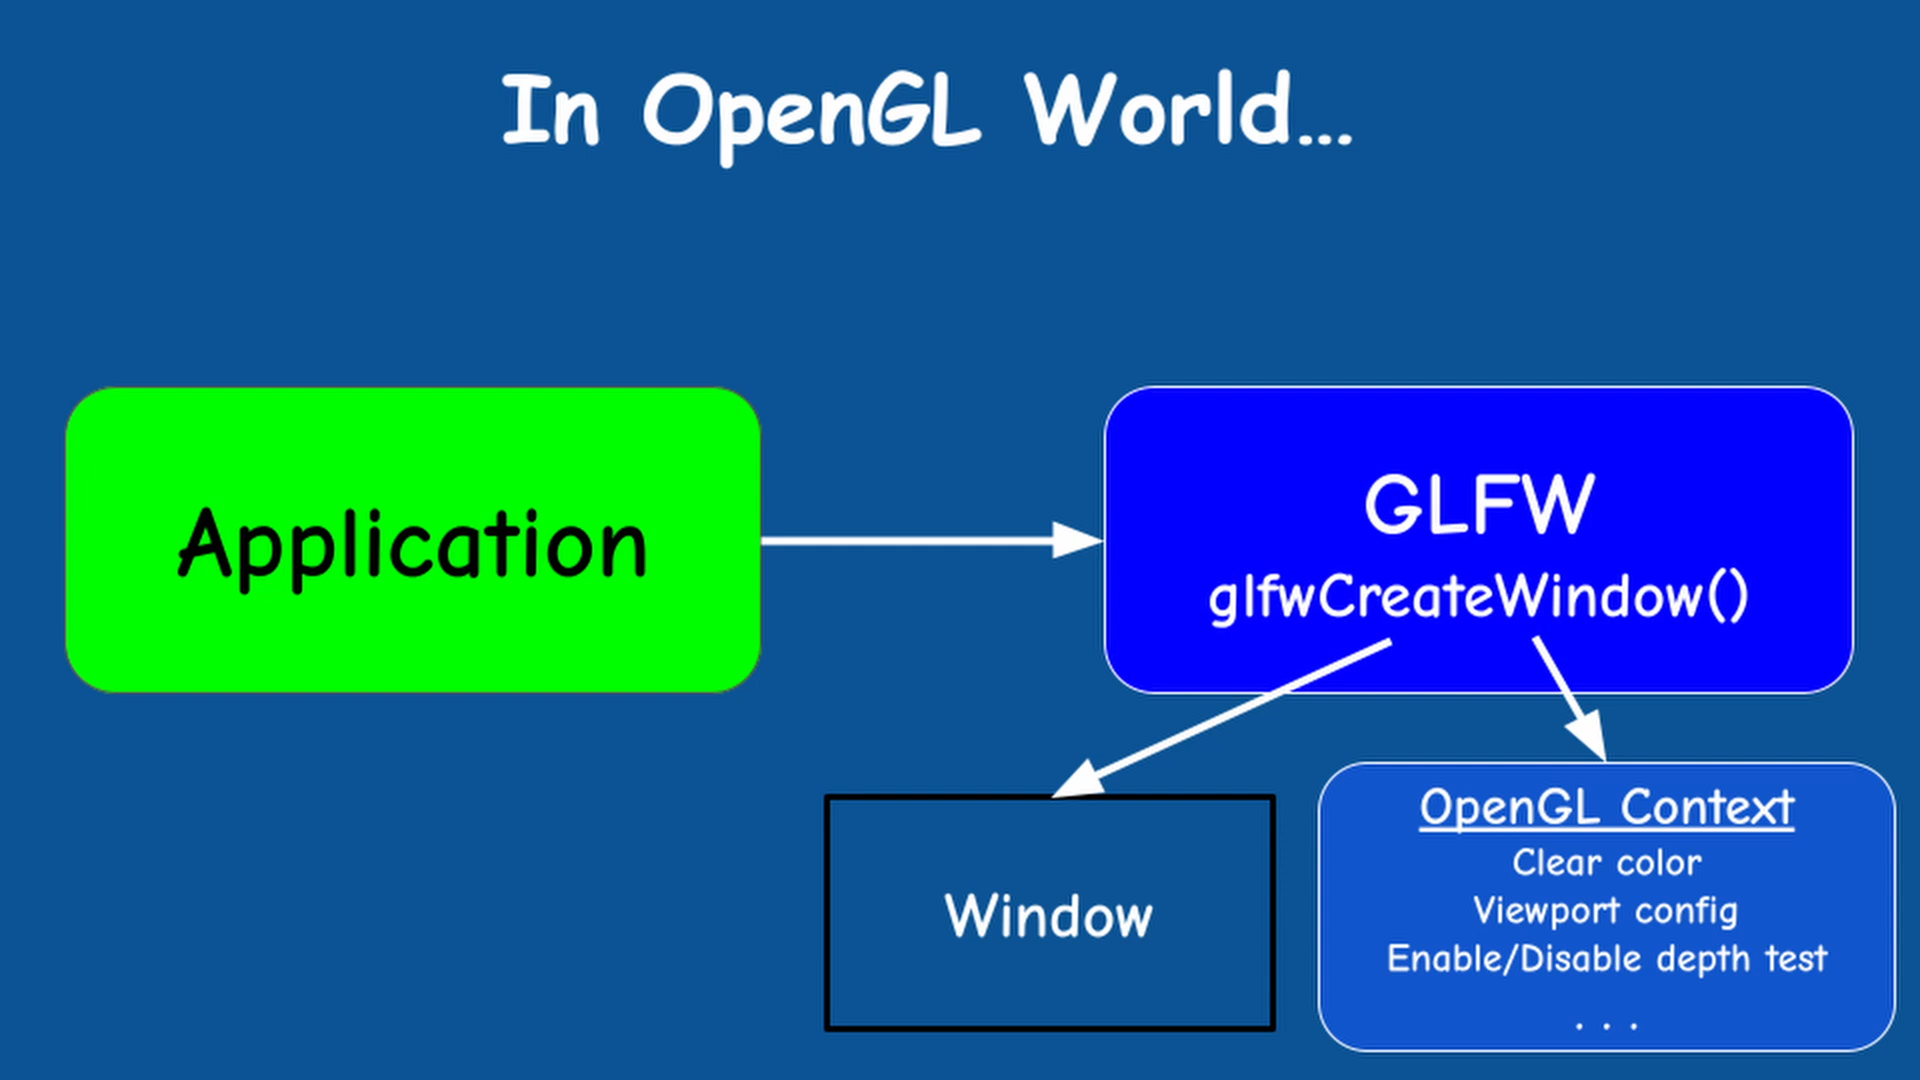 In OpenGL World...
Application
GLFW
glfwCreateWindow()
Window
OpenGL Context
Clear color
Viewport config
Enable/Disable depth test
. . .